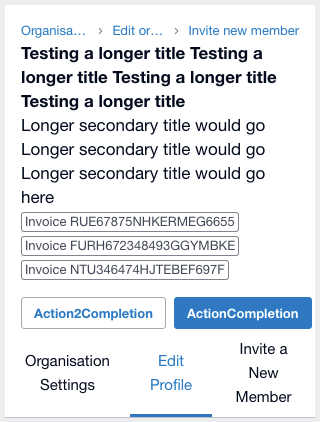 Organisa... > Edit or... > Invite new member
Testing a longer title Testing a
longer title Testing a longer title
Testing a longer title
Longer secondary title would go
Longer secondary title would go
Longer secondary title would go
here
Invoice RUE67875NHKERMEG6655
Invoice FURH672348493GGYMBKE
Invoice NTU346474HJTEBEF697F
Action2Completion ActionCompletion
Organisation
Settings
Edit
Profile
Invite a
New
Member